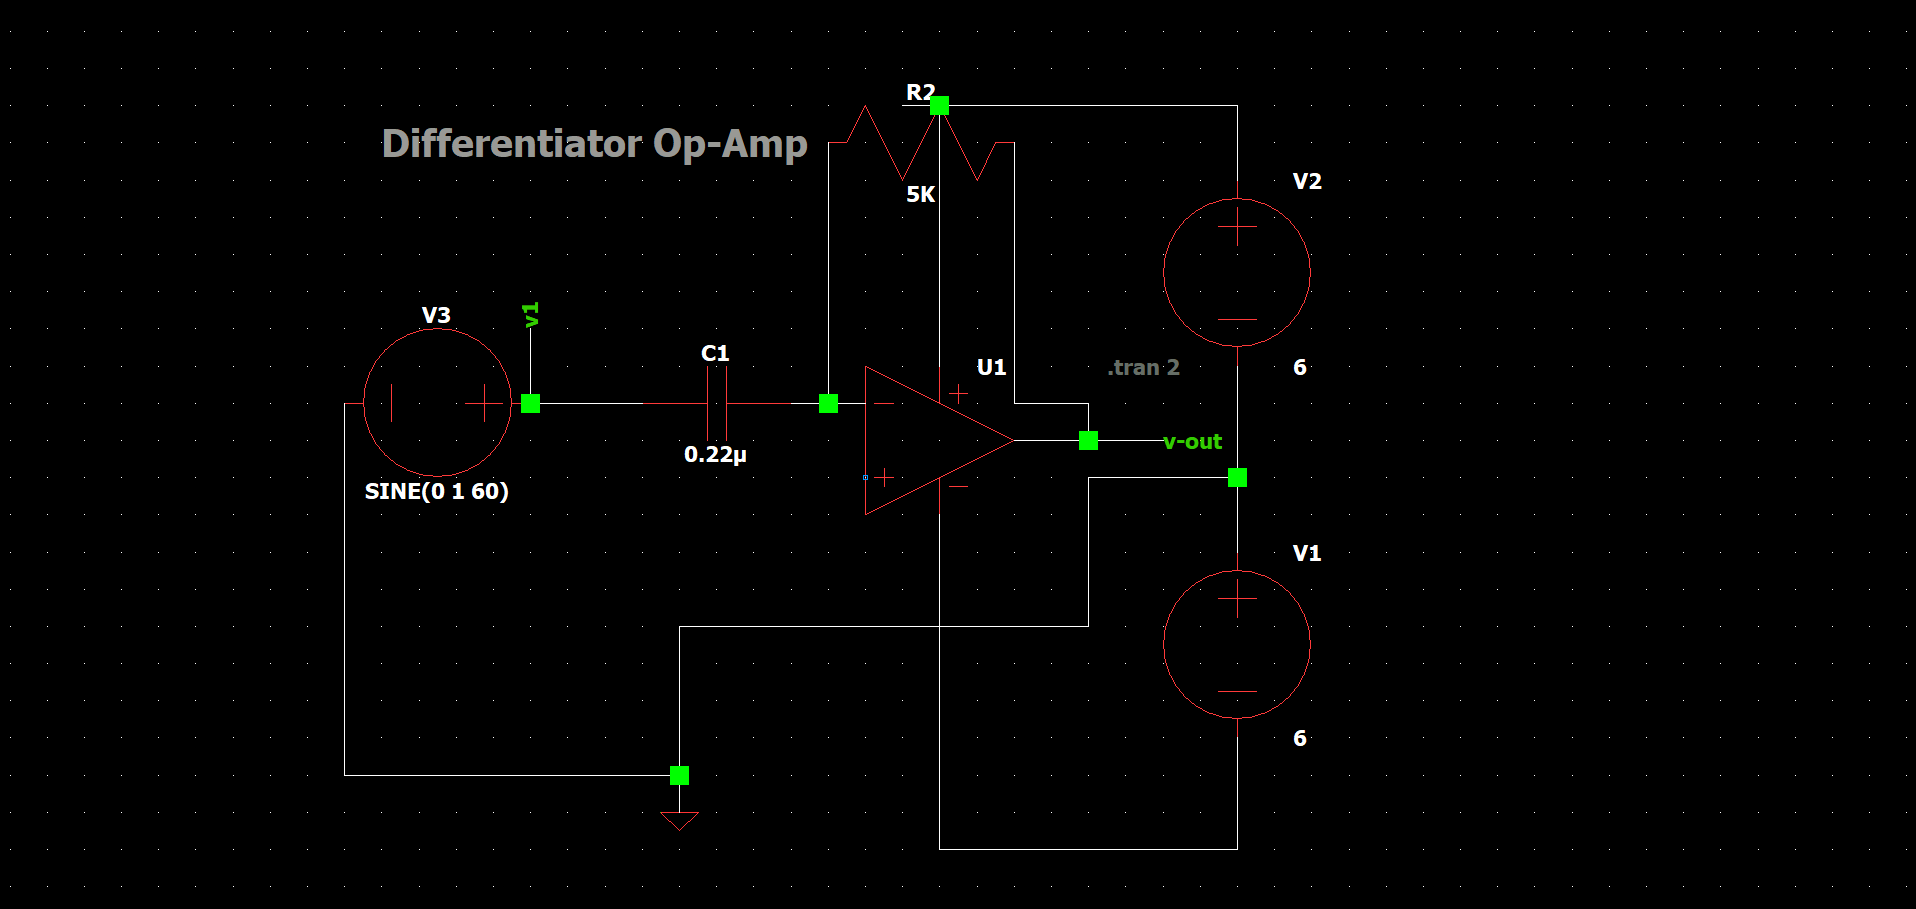 R2
Differentiator Op-Amp
V2
5K
V3
v1
C1
U1
.tran 2
6
v-out
0.22µ
SINE(0 1 60)
V1
6